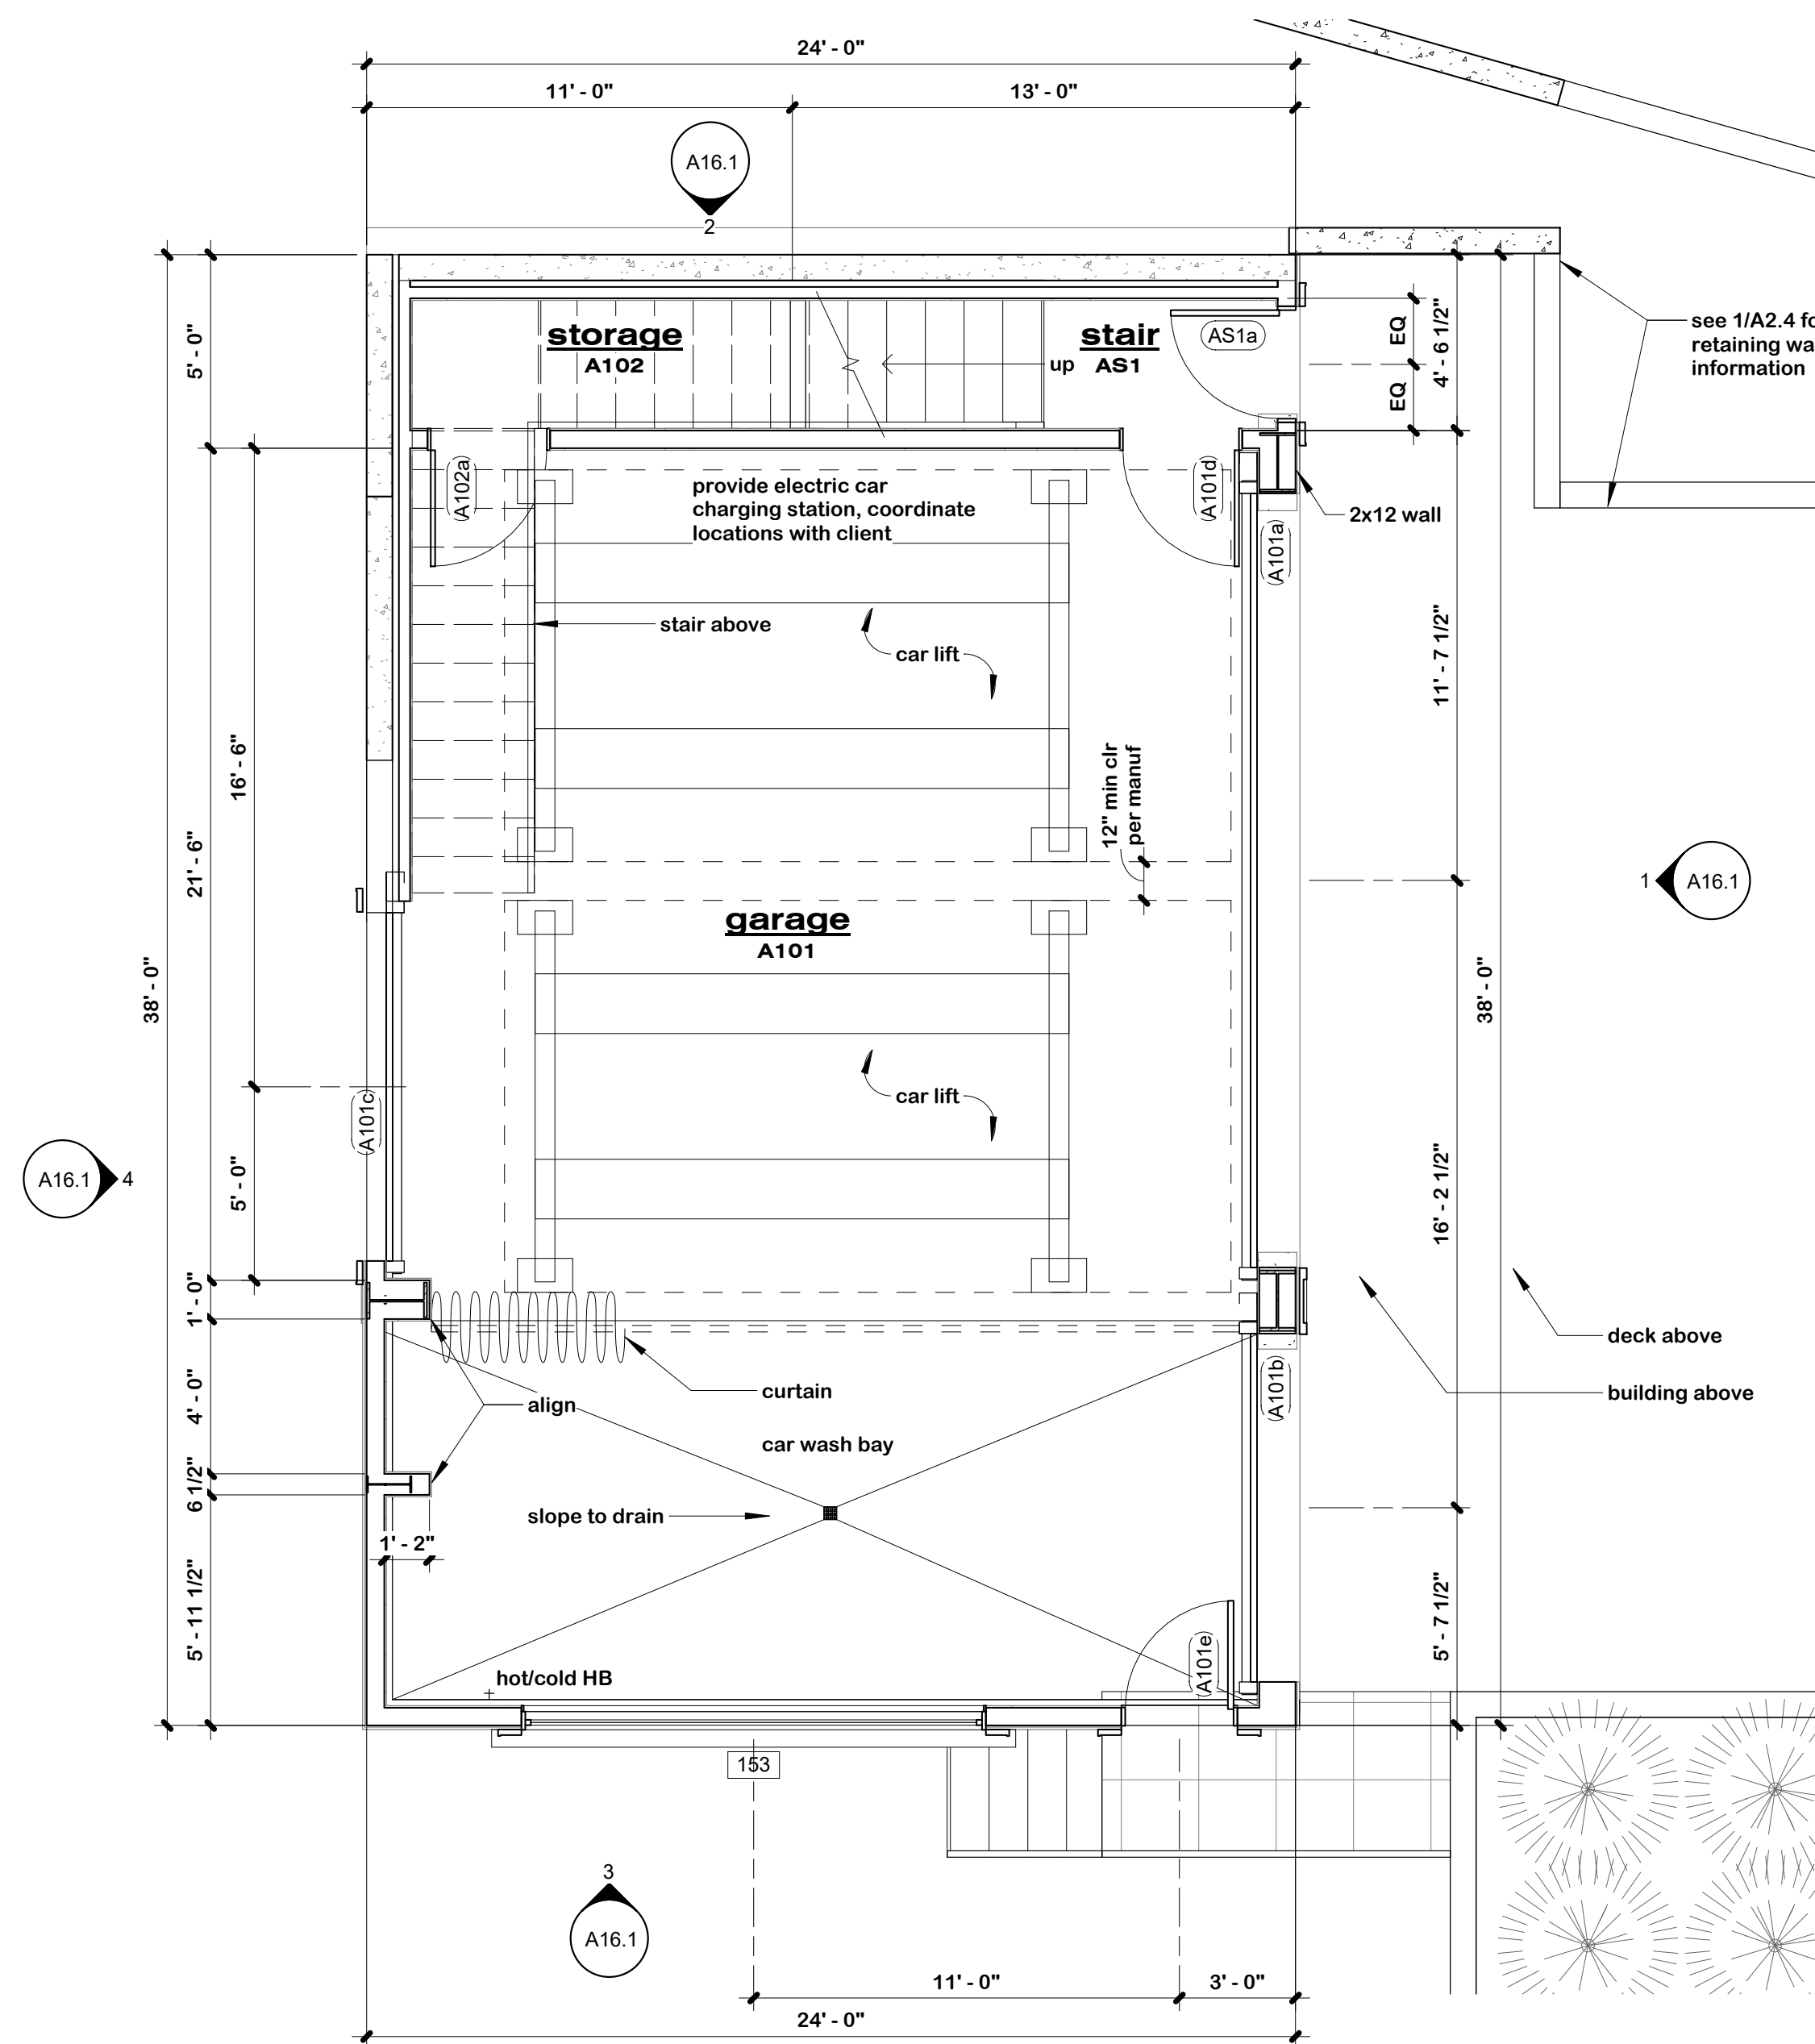 24' - 0"
11' - 0"
13' - 0"
A16.1
2
5' - 0"
storage
A102
stair
AS1
up
AS1a
EQ
EQ
4' - 6 1/2"
see 1/A2.4
retaining
information
A102a
provide electric car
charging station, coordinate
locations with client
A101d
A101a
2x12 wall
stair above
car lift
11' - 7 1/2"
16' - 6"
21' - 6"
12" min clr
per manuf
38' - 0"
garage
A101
1
A16.1
38' - 0"
car lift
A101c
A16.1
4
5' - 0"
16' - 2 1/2"
1' - 0"
deck above
curtain
building above
align
4' - 0"
A101b
car wash bay
6 1/2"
slope to drain
1' - 2"
5' - 11 1/2"
5' - 7 1/2"
A101e
hot/cold HB
153
3
A16.1
11' - 0"
3' - 0"
24' - 0"